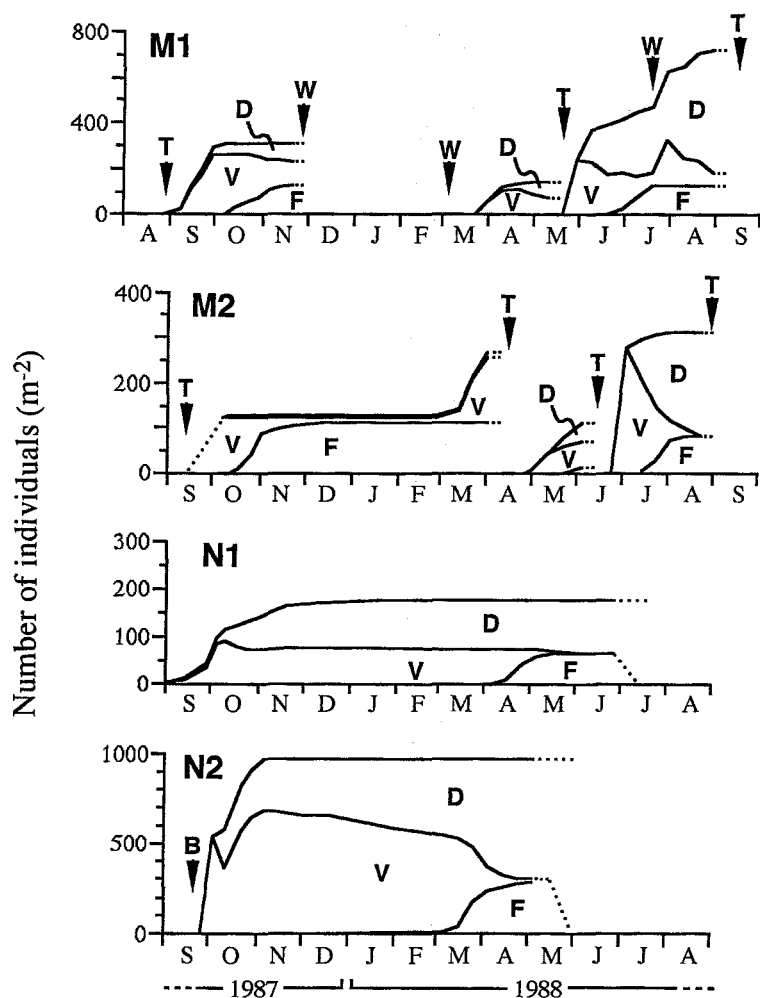 Number of individuals (m-2)
M1
800
400
0
T D V F W W D V T V W D F T
A S O N D J F M A M J J A S
M2
400
200
0
T V F V T D V T D V F T
S O N D J F M A M J J A S
N1
300
200
100
0
D V F
S O N D J F M A M J J A
N2
1000
500
0
B D V F
S O N D J F M A M J J A
1987 1988